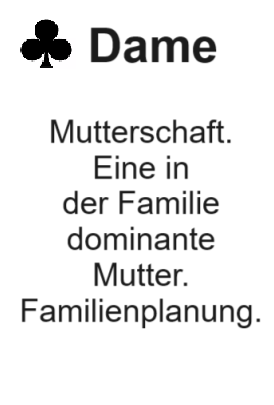 ♣ Dame
Mutterschaft.
Eine in
der Familie
dominante
Mutter.
Familienplanung.